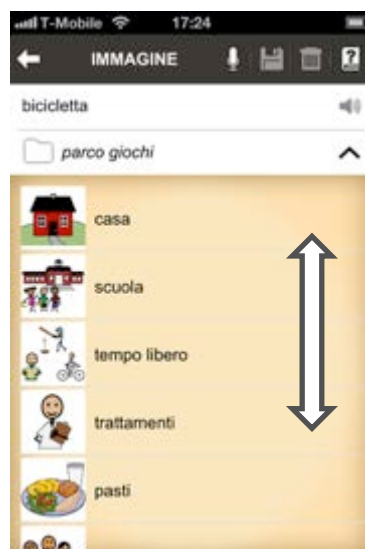 T-Mobile 17:24
IMMAGINE
bicicletta
parco giochi
casa
scuola
tempo libero
trattamenti
pasti